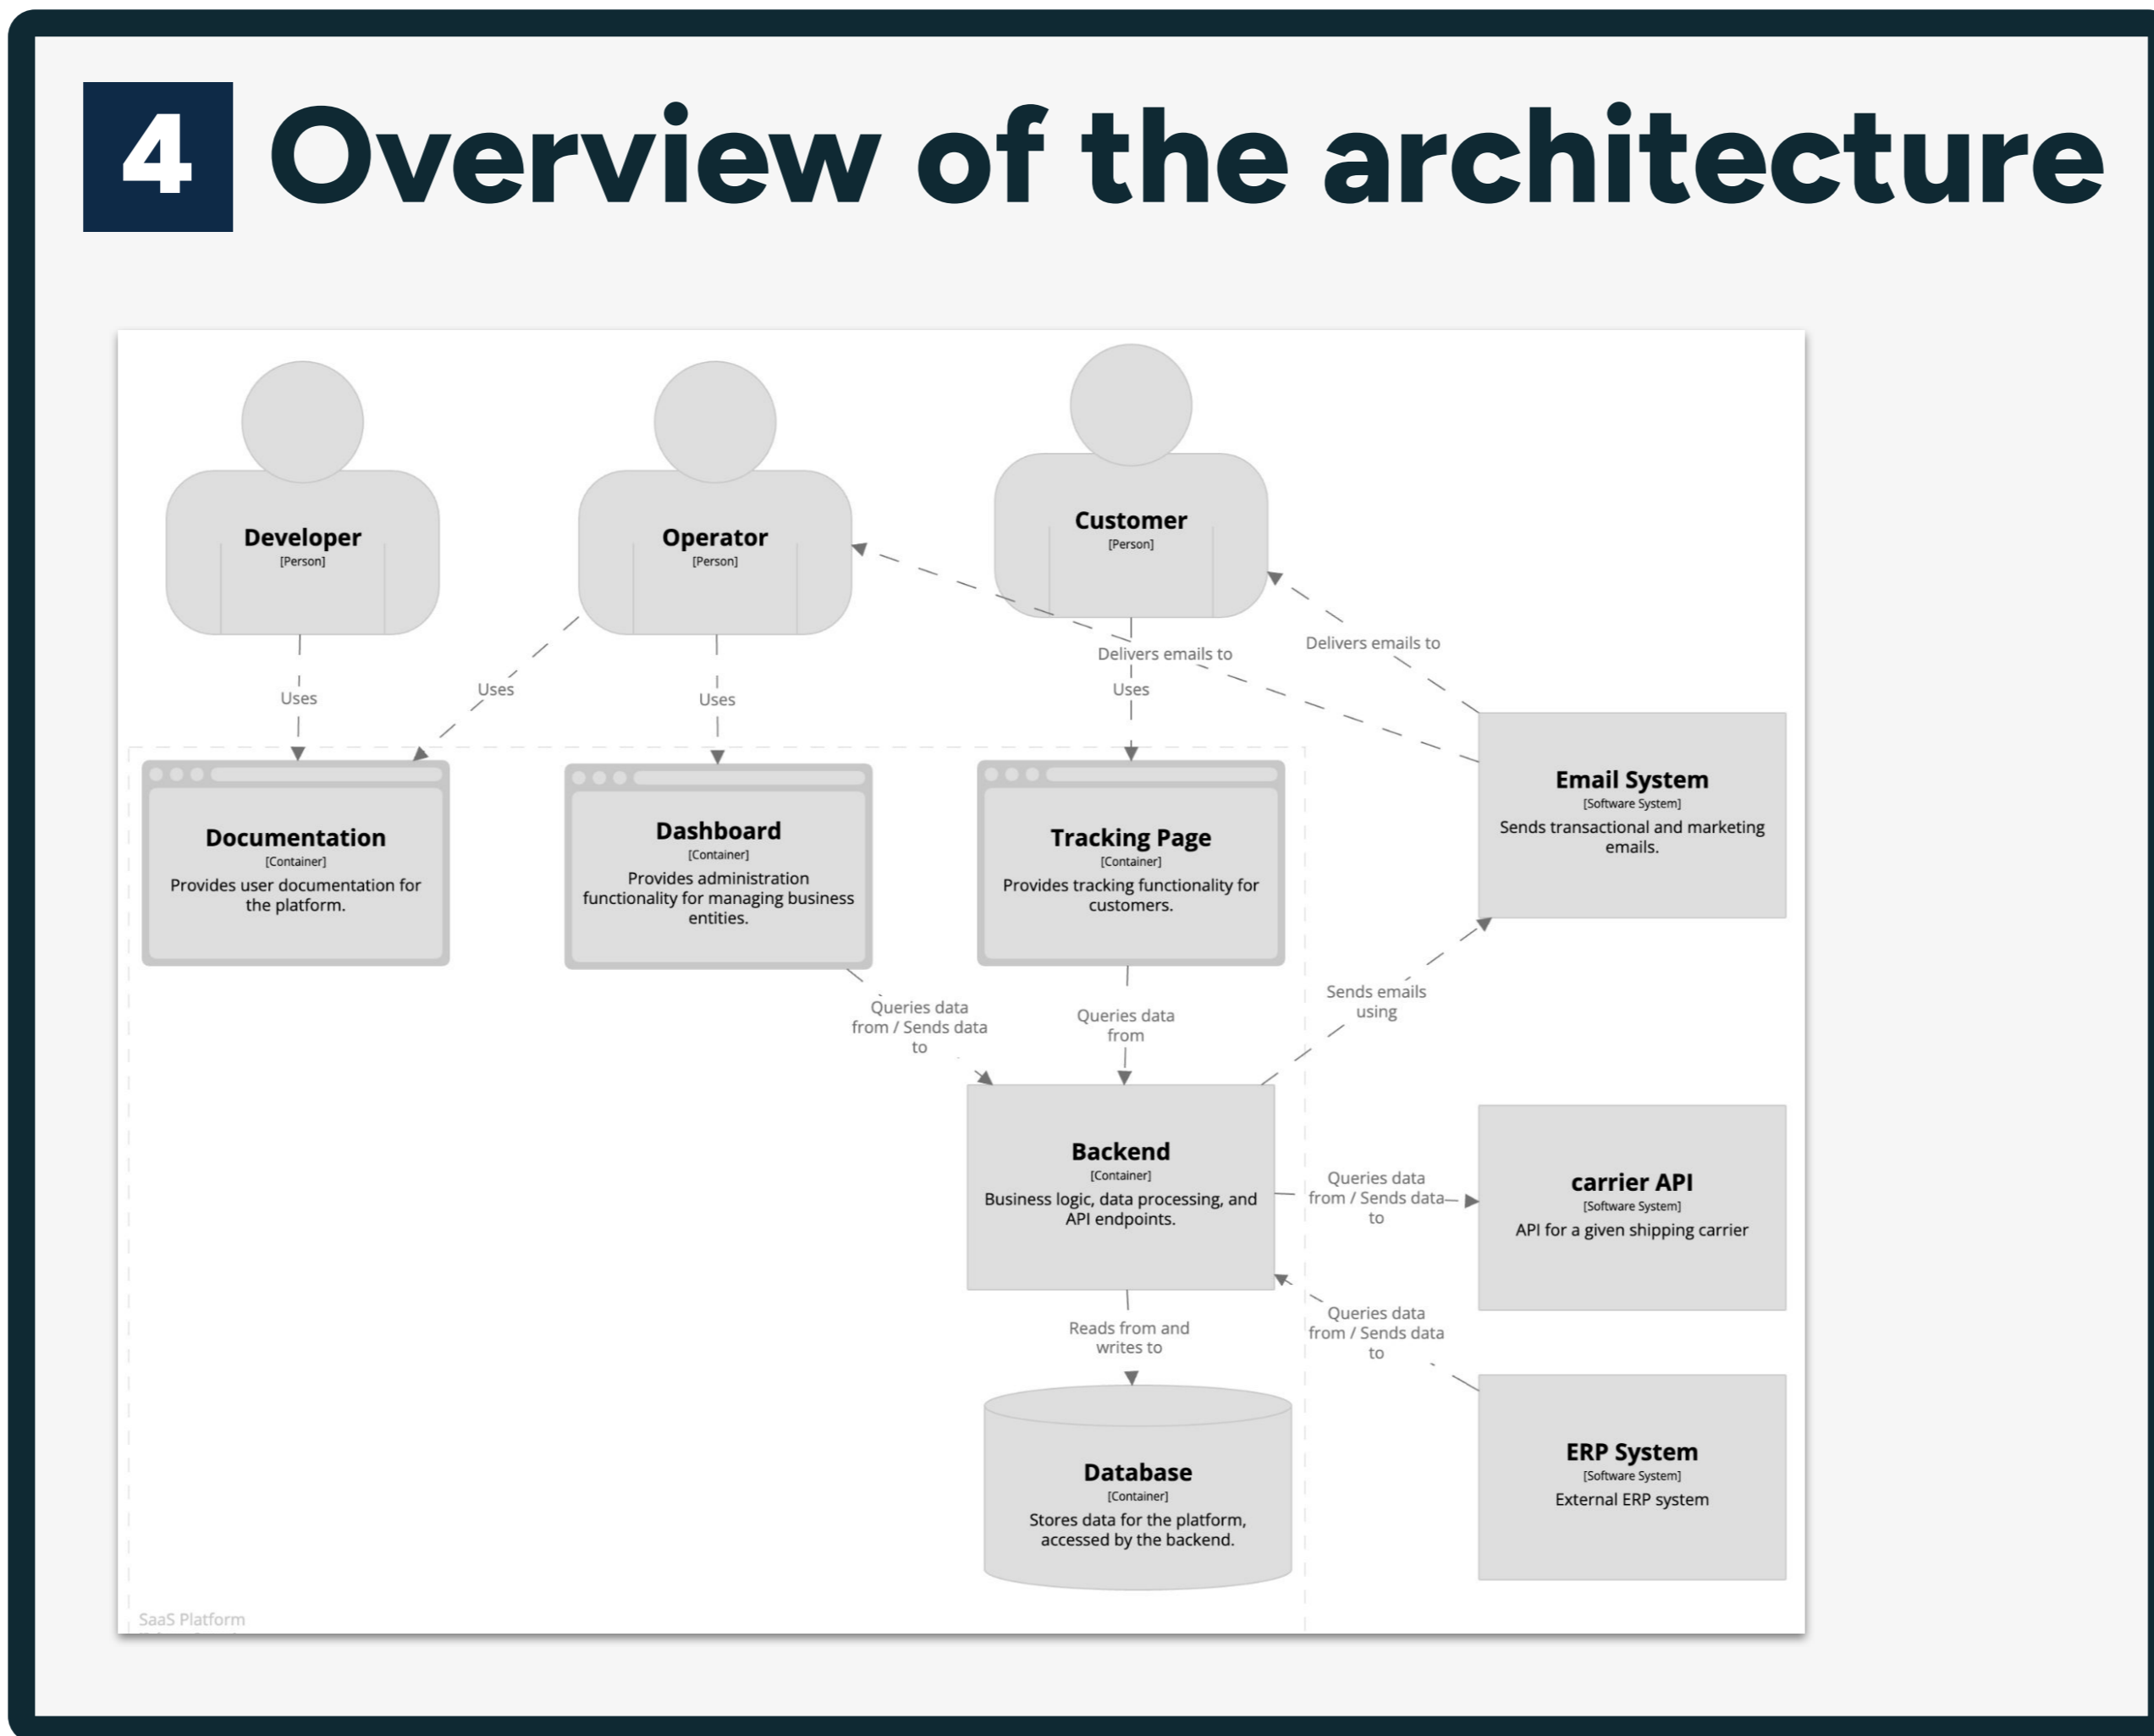 4 Overview of the architecture
Developer
[Person]
Operator
[Person]
Customer
[Person]
Uses
Uses
Uses
Delivers emails to
Uses
Delivers emails to
Documentation
[Container]
Provides user documentation for
the platform.
Dashboard
[Container]
Provides administration
functionality for managing business
entities.
Tracking Page
[Container]
Provides tracking functionality for
customers.
Email System
[Software System]
Sends transactional and marketing
emails.
Queries data
from / Sends data
to
Queries data
from
Sends emails
using
Backend
[Container]
Business logic, data processing, and
API endpoints.
Queries data
from / Sends data
to
carrier API
[Software System]
API for a given shipping carrier
Reads from and
writes to
Queries data
from / Sends data
to
Database
[Container]
Stores data for the platform,
accessed by the backend.
ERP System
[Software System]
External ERP system
SaaS Platform